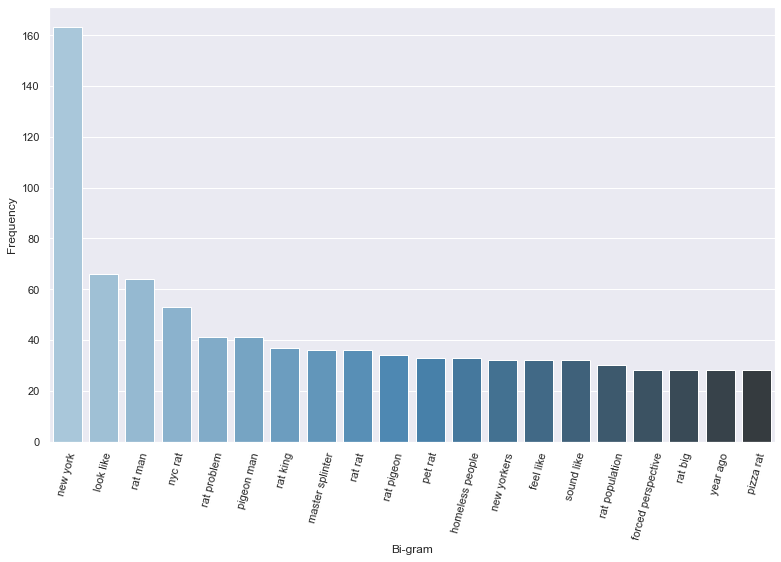 160
140
120
100
80
60
40
20
0
Frequency
new york
look like
rat man
nyc rat
rat problem
pigeon man
rat king
master splinter
rat rat
rat pigeon
pet rat
homeless people
new yorkers
feel like
sound like
rat population
forced perspective
rat big
year ago
pizza rat
Bi-gram